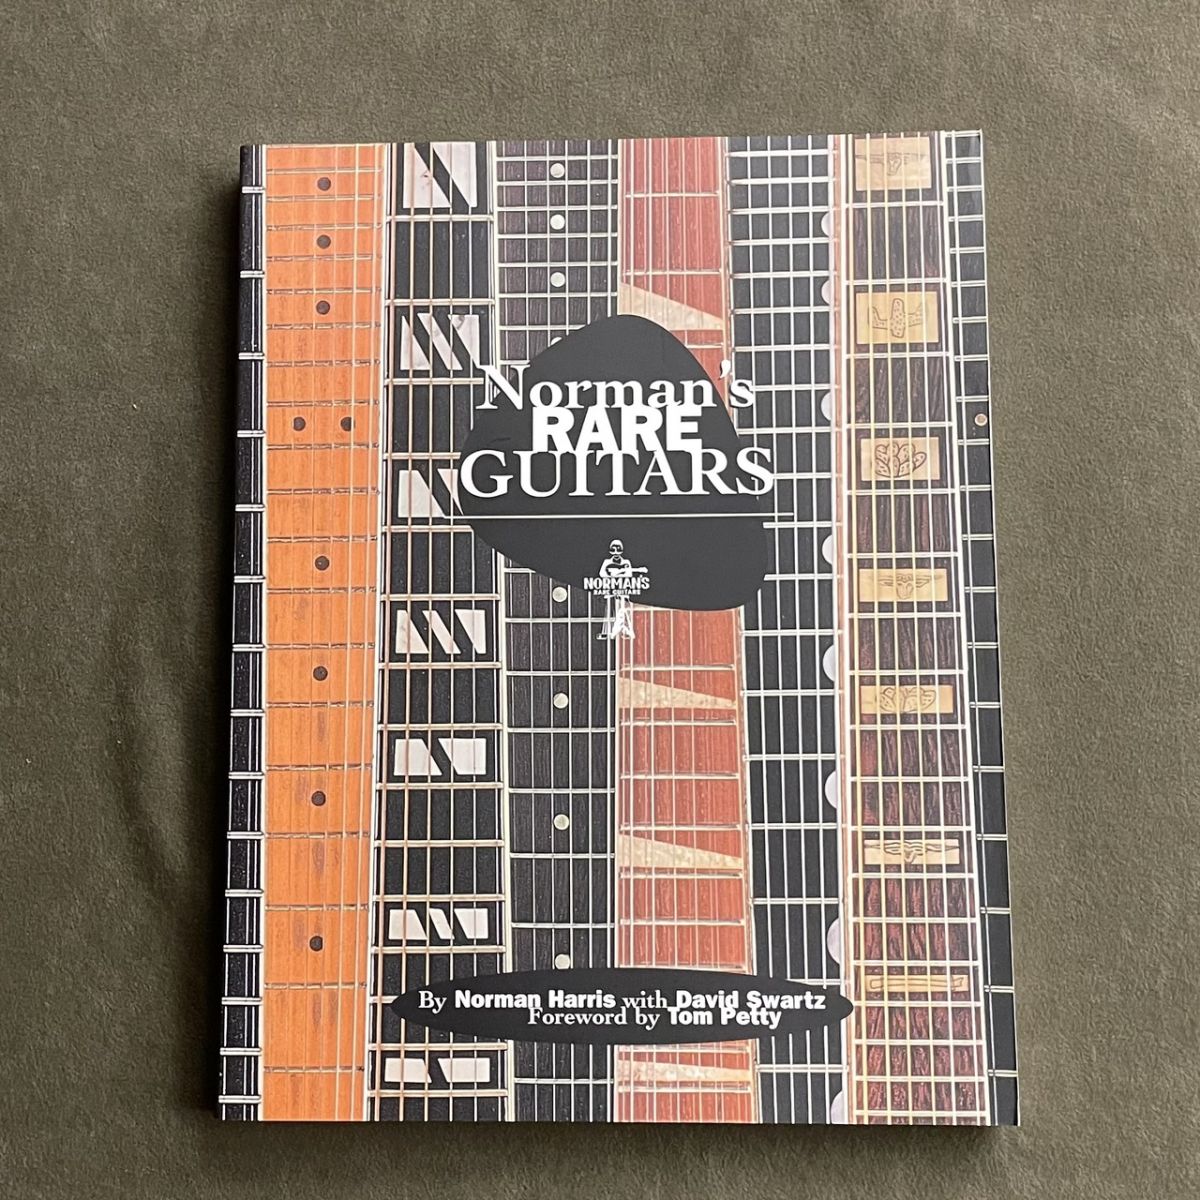 Norman's
RARE
GUITARS
NORMAN'S
RARE GUITARS
By Norman Harris with David Swartz
Foreword by Tom Petty